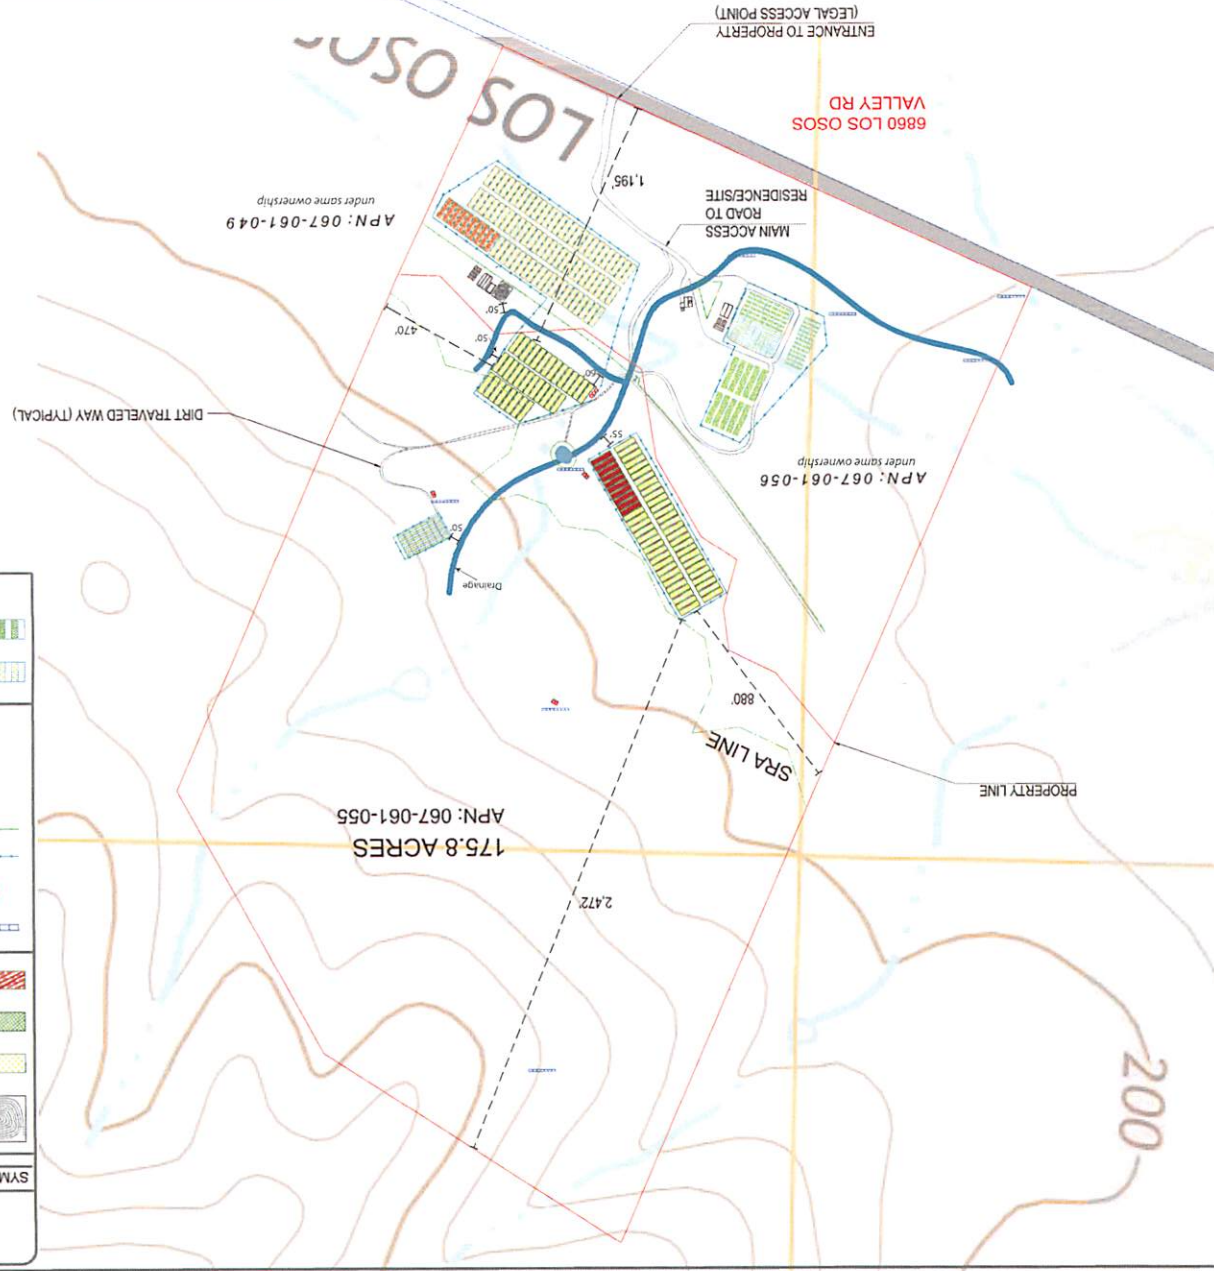 200
2,472'
175.8 ACRES
APN: 067-061-055
PROPERTY LINE
SRA LINE
880'
Drainage
50'
55'
APN: 067-061-056
under same ownership
DIRT TRAVELED WAY (TYPICAL)
60'
50'
50'
470'
MAIN ACCESS
ROAD TO
RESIDENCE/SITE
1,195'
APN: 067-061-049
under same ownership
6860 LOS OSOS
VALLEY RD
LOS OSOS
ENTRANCE TO PROPERTY
(LEGAL ACCESS POINT)
SYM